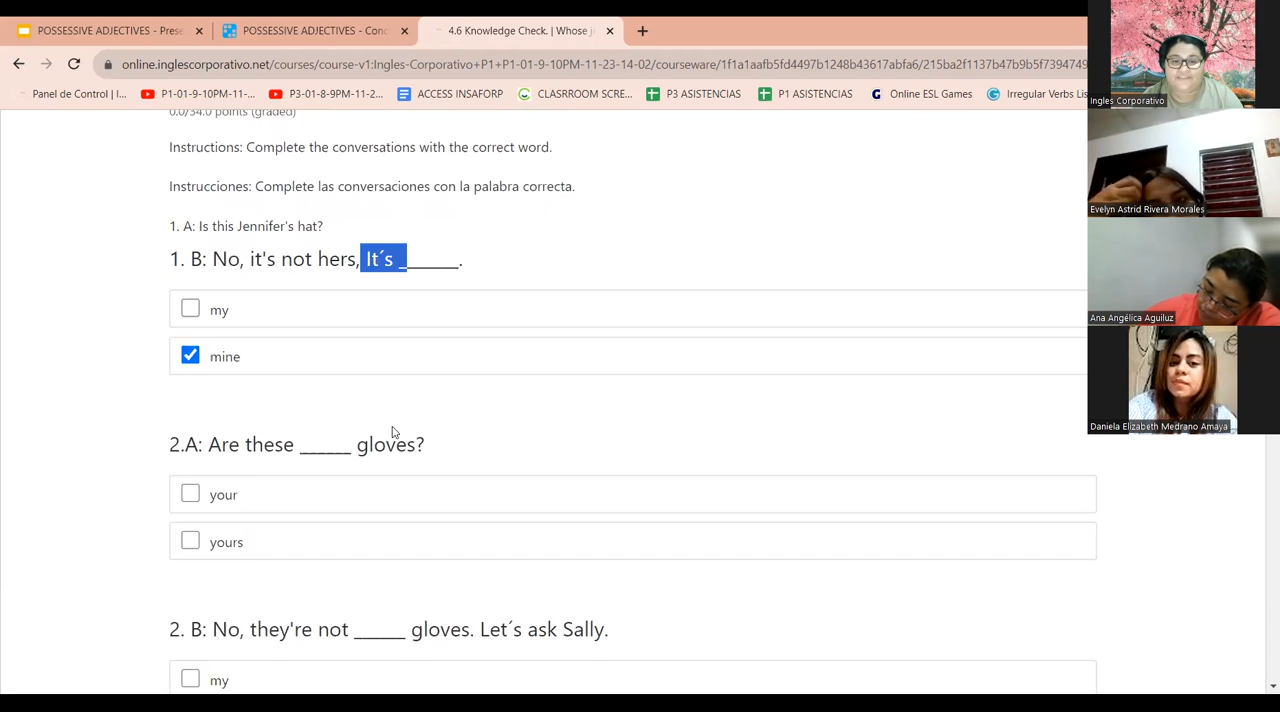 POSSESSIVE ADJECTIVES - Prese
POSSESSIVE ADJECTIVES - Conc
4.6 Knowledge Check. | Whose je
online.inglescorporativo.net/courses/course-v1:Ingles-Corporativo+P1+P1-01-9-10PM-11-23-14-02/courseware/1f1a1aafb5fd4497b1248b43617abfa6/215ba2f1137b47b9b5f7394749
Panel de Control | I...
P1-01-9-10PM-11-...
P3-01-8-9PM-11-2...
ACCESS INSAFORP
CLASRROOM SCRE...
P3 ASISTENCIAS
P1 ASISTENCIAS
Online ESL Games
Irregular Verbs Lis
Ingles Corporativo
0.0/34.0 points (graded)
Instructions: Complete the conversations with the correct word.
Instrucciones: Complete las conversaciones con la palabra correcta.
Evelyn Astrid Rivera Morales
1. A: Is this Jennifer's hat?
1. B: No, it's not hers, It´s ______.
my
Ana Angélica Aguiluz
mine
Daniela Elizabeth Medrano Amaya
2.A: Are these ______ gloves?
your
yours
2. B: No, they're not ______ gloves. Let´s ask Sally.
my